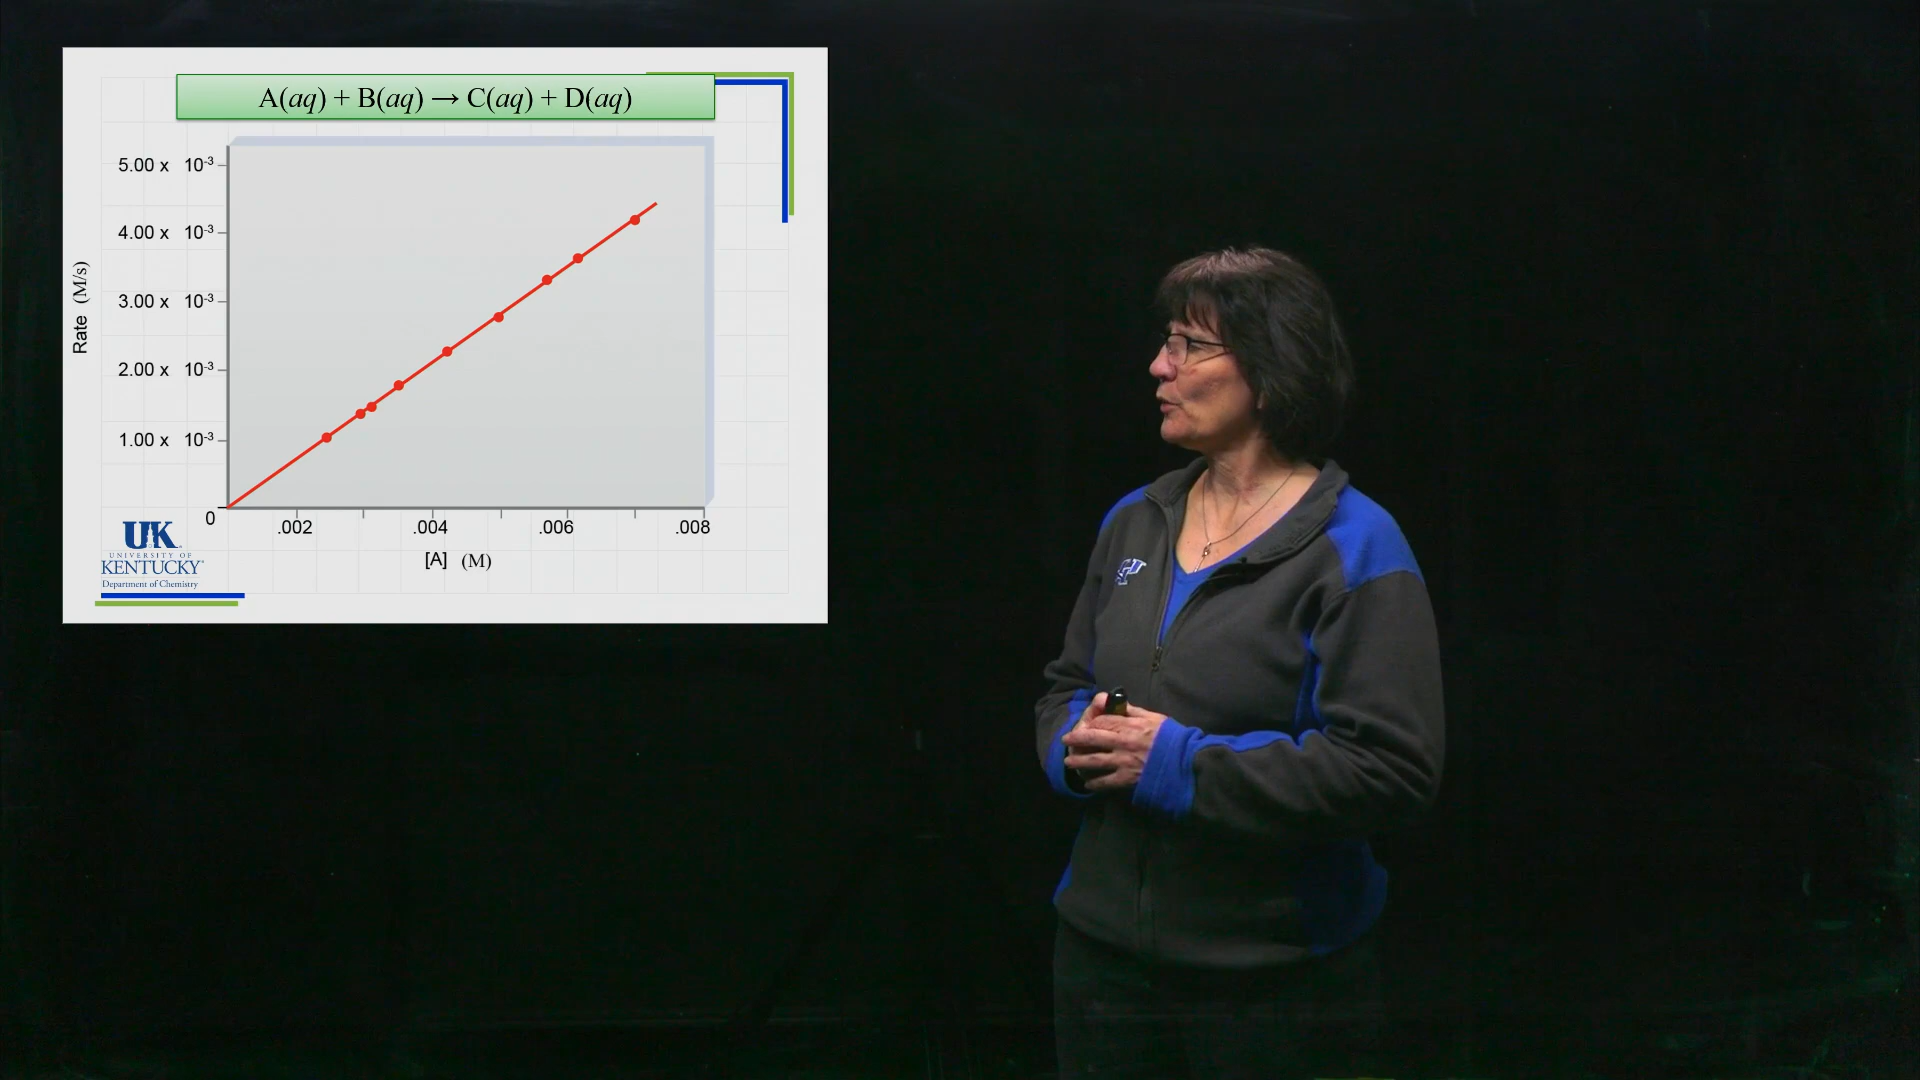 A(aq) + B(aq) → C(aq) + D(aq)
5.00 x 10⁻³
4.00 x 10⁻³
3.00 x 10⁻³
2.00 x 10⁻³
1.00 x 10⁻³
0
Rate (M/s)
.002 .004 .006 .008
[A] (M)
UK
UNIVERSITY OF
KENTUCKY
Department of Chemistry